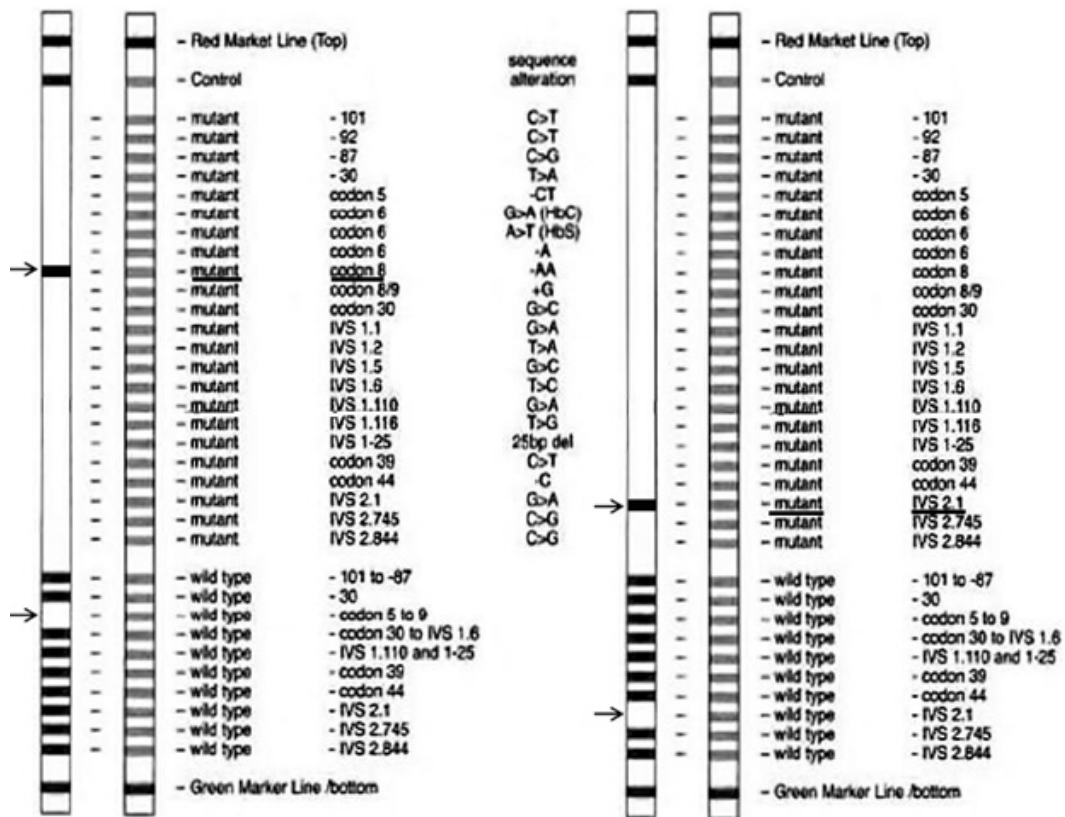 – Red Market Line (Top) – Red Market Line (Top)
sequence
– Control alteration – Control
– mutant - 101 C>T – mutant - 101
– mutant - 92 C>T – mutant - 92
– mutant - 87 C>G – mutant - 87
– mutant - 30 T>A – mutant - 30
– mutant codon 5 -CT – mutant codon 5
– mutant codon 6 G>A (HbC) – mutant codon 6
– mutant codon 6 A>T (HbS) – mutant codon 6
– mutant codon 6 -A – mutant codon 6
– mutant codon 8 -AA – mutant codon 8
– mutant codon 8/9 +G – mutant codon 8/9
– mutant codon 30 G>C – mutant codon 30
– mutant IVS 1.1 G>A – mutant IVS 1.1
– mutant IVS 1.2 T>A – mutant IVS 1.2
– mutant IVS 1.5 G>C – mutant IVS 1.5
– mutant IVS 1.6 T>C – mutant IVS 1.6
– mutant IVS 1.110 G>A – mutant IVS 1.110
– mutant IVS 1.116 T>G – mutant IVS 1.116
– mutant IVS 1-25 25bp del – mutant IVS 1-25
– mutant codon 39 C>T – mutant codon 39
– mutant codon 44 -C – mutant codon 44
– mutant IVS 2.1 G>A – mutant IVS 2.1
– mutant IVS 2.745 C>G – mutant IVS 2.745
– mutant IVS 2.844 C>G – mutant IVS 2.844
– wild type - 101 to -87 – wild type - 101 to -87
– wild type - 30 – wild type - 30
– wild type - codon 5 to 9 – wild type - codon 5 to 9
– wild type - codon 30 to IVS 1.6 – wild type - codon 30 to IVS 1.6
– wild type - IVS 1.110 and 1-25 – wild type - IVS 1.110 and 1-25
– wild type - codon 39 – wild type - codon 39
– wild type - codon 44 – wild type - codon 44
– wild type - IVS 2.1 – wild type - IVS 2.1
– wild type - IVS 2.745 – wild type - IVS 2.745
– wild type - IVS 2.844 – wild type - IVS 2.844
– Green Marker Line /bottom – Green Marker Line /bottom